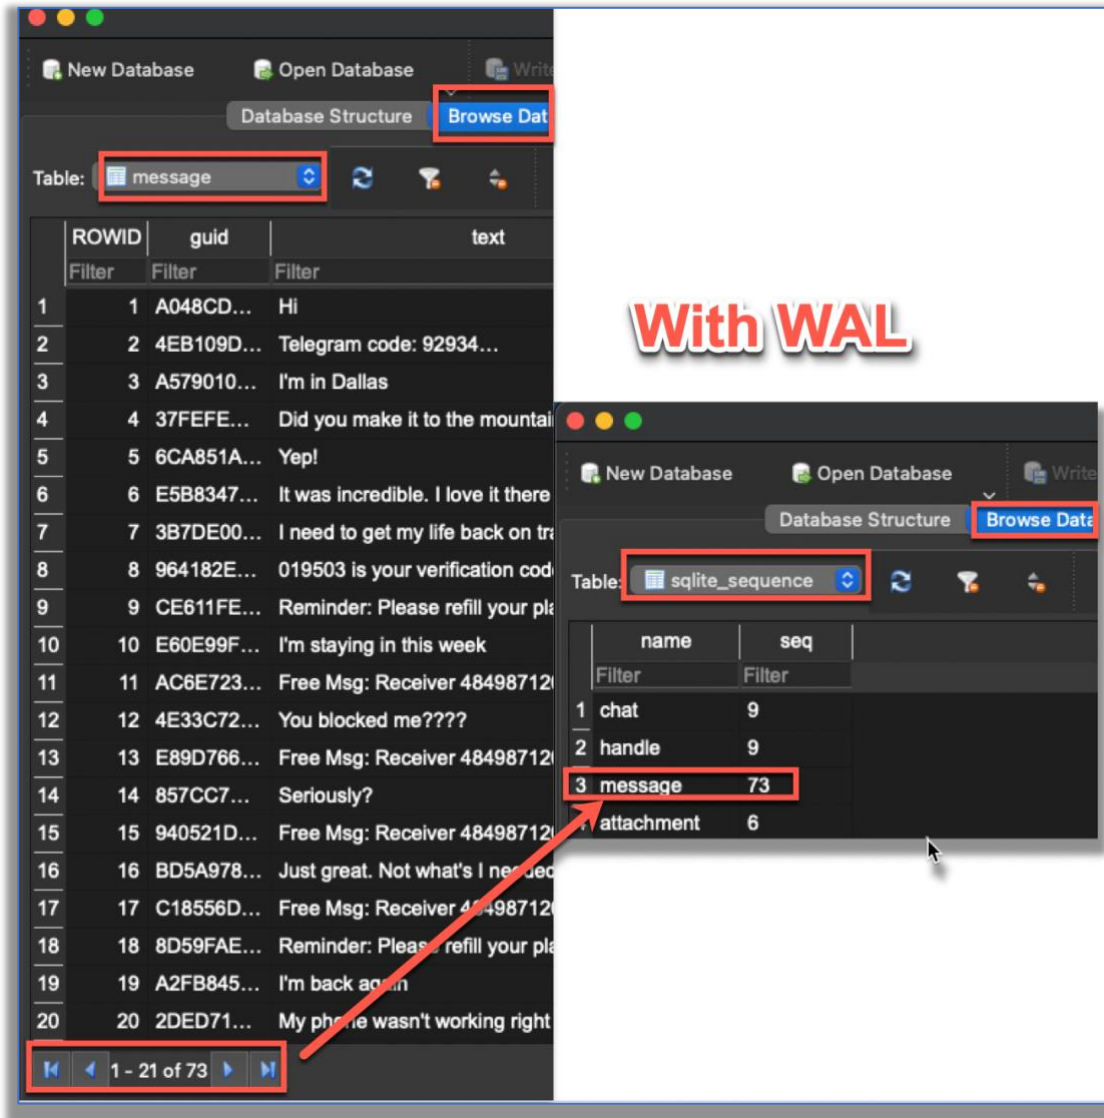 New Database Open Database Write
Database Structure Browse Dat
Table: message
ROWID guid text
Filter Filter Filter
1 1 A048CD... Hi
2 2 4EB109D... Telegram code: 92934...
3 3 A579010... I'm in Dallas
4 4 37FEFE... Did you make it to the mountai
5 5 6CA851A... Yep!
6 6 E5B8347... It was incredible. I love it there
7 7 3B7DE00... I need to get my life back on tra
8 8 964182E... 019503 is your verification cod
9 9 CE611FE... Reminder: Please refill your pla
10 10 E60E99F... I'm staying in this week
11 11 AC6E723... Free Msg: Receiver 484987120
12 12 4E33C72... You blocked me????
13 13 E89D766... Free Msg: Receiver 484987120
14 14 857CC7... Seriously?
15 15 940521D... Free Msg: Receiver 484987120
16 16 BD5A978... Just great. Not what's I needed
17 17 C18556D... Free Msg: Receiver 484987120
18 18 8D59FAE... Reminder: Please refill your pla
19 19 A2FB845... I'm back again
20 20 2DED71... My phone wasn't working right
1 - 21 of 73
With WAL
New Database Open Database Write
Database Structure Browse Data
Table: sqlite_sequence
name seq
Filter Filter
1 chat 9
2 handle 9
3 message 73
attachment 6